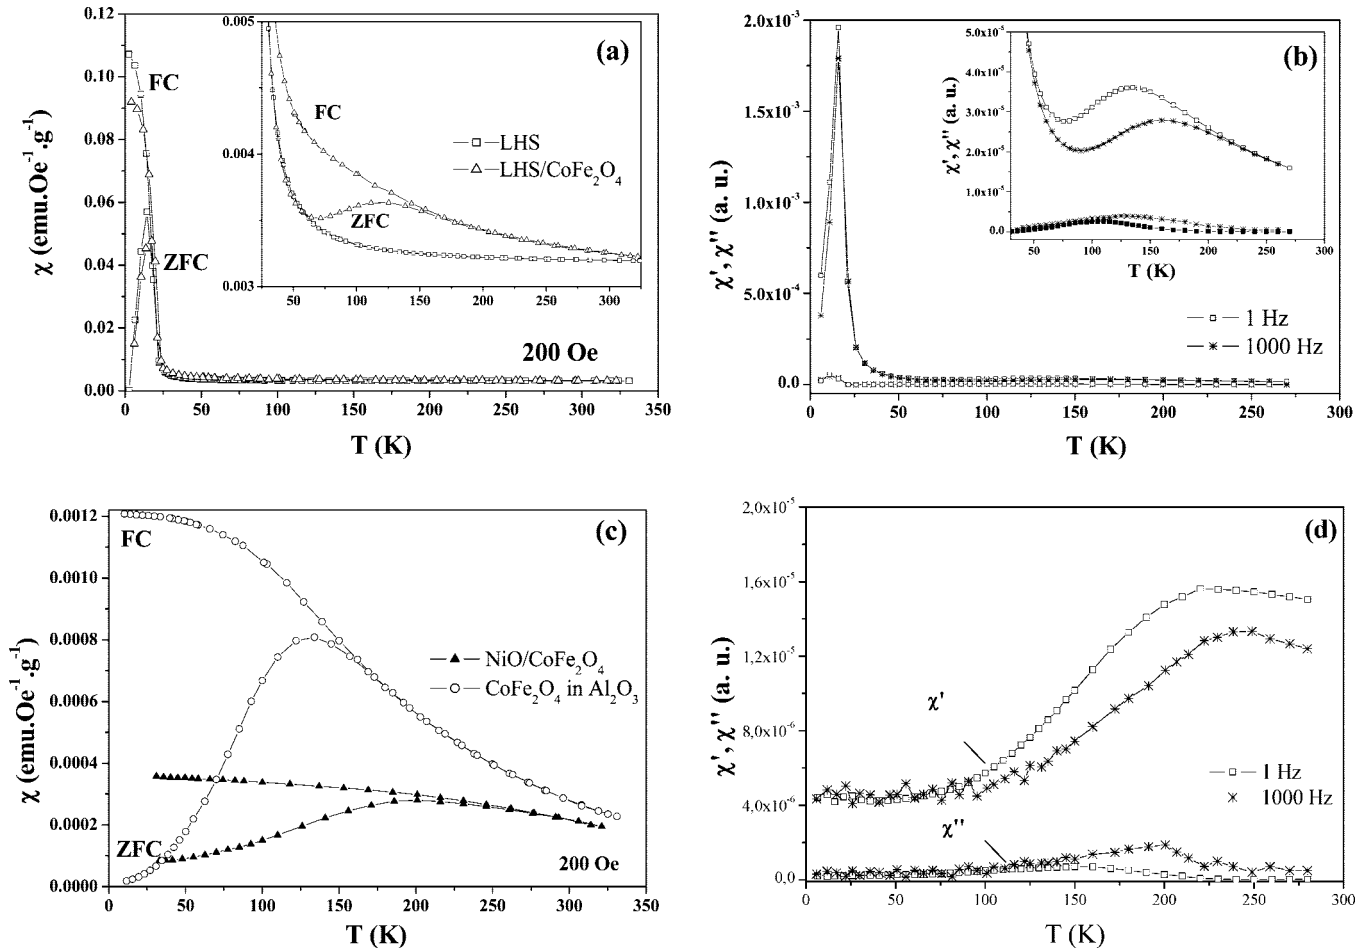 (a)
0.12
0.10
0.08
0.06
0.04
0.02
0.00
χ (emu.Oe⁻¹.g⁻¹)
FC
ZFC
0.005
0.004
0.003
FC
ZFC
LHS
LHS/CoFe₂O₄
50 100 150 200 250 300
200 Oe
0 25 50 75 100 125 150 175 200 225 250 275 300 325 350
T (K)
(b)
2.0x10⁻³
1.5x10⁻³
1.0x10⁻³
5.0x10⁻⁴
0.0
χ', χ'' (a. u.)
5.0x10⁻⁵
4.0x10⁻⁵
3.0x10⁻⁵
2.0x10⁻⁵
1.0x10⁻⁵
0.0
χ', χ'' (a. u.)
50 100 150 200 250 300
T (K)
1 Hz
1000 Hz
0 50 100 150 200 250 300
T (K)
(c)
0.0012
0.0010
0.0008
0.0006
0.0004
0.0002
0.0000
χ (emu.Oe⁻¹.g⁻¹)
FC
ZFC
NiO/CoFe₂O₄
CoFe₂O₄ in Al₂O₃
200 Oe
0 50 100 150 200 250 300 350
T (K)
(d)
2,0x10⁻⁵
1,6x10⁻⁵
1,2x10⁻⁵
8,0x10⁻⁶
4,0x10⁻⁶
0,0
χ', χ'' (a. u.)
χ'
χ''
1 Hz
1000 Hz
0 50 100 150 200 250 300
T (K)